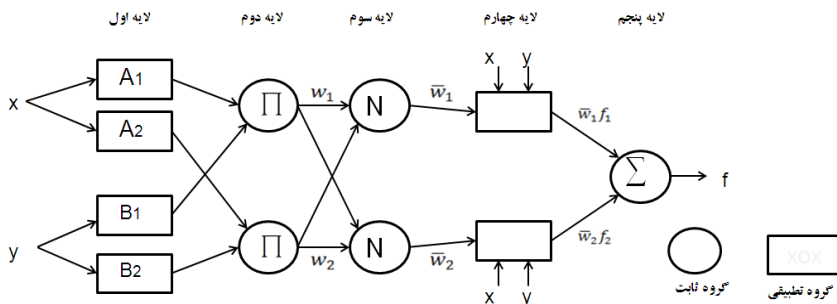 لایه اول
لایه دوم
لایه سوم
لایه چهارم
لایه پنجم
x y
A1
w1 w̅1
x
∏ N
A2
w̅1f1
∑ f
B1
w̅2f2
y
∏ N
w2 w̅2
B2
x y
xox
گروه ثابت
گروه تطبیقی